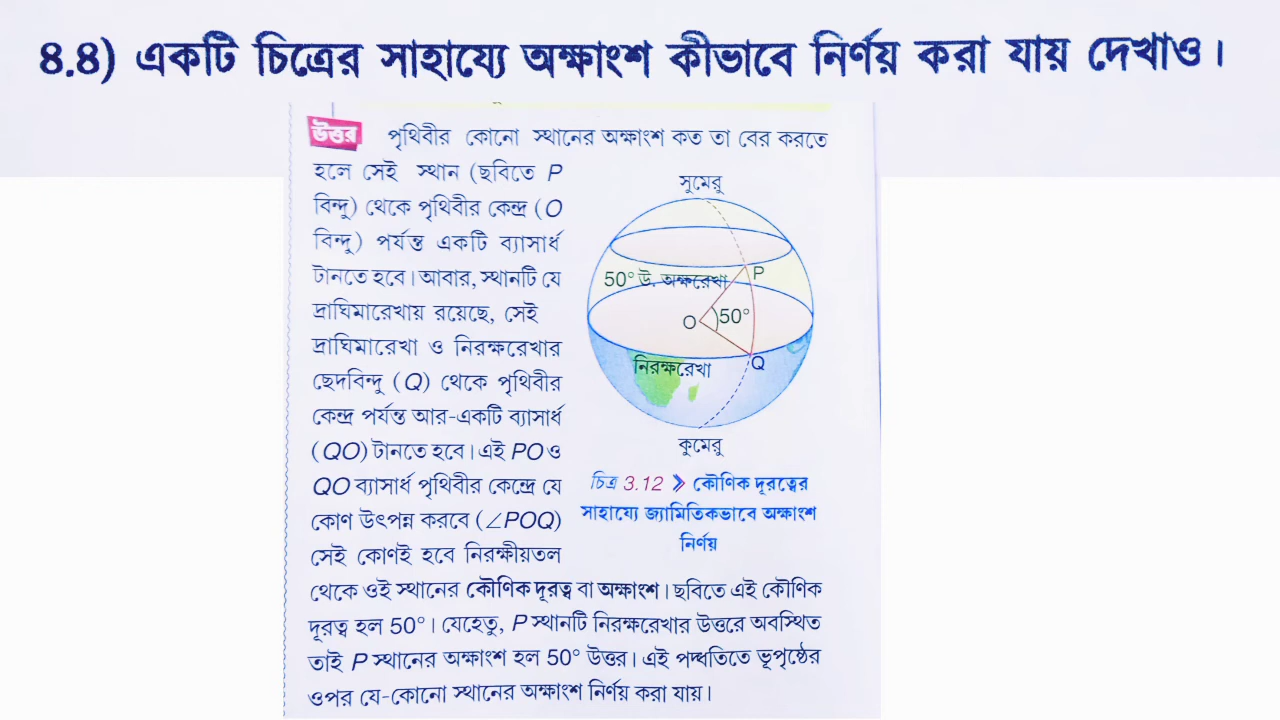 ৪.৪) একটি চিত্রের সাহায্যে অক্ষাংশ কীভাবে নির্ণয় করা যায় দেখাও।
উত্তর পৃথিবীর কোনো স্থানের অক্ষাংশ কত তা বের করতে
হলে সেই স্থান (ছবিতে P
বিন্দু) থেকে পৃথিবীর কেন্দ্র (O
বিন্দু) পর্যন্ত একটি ব্যাসার্ধ
টানতে হবে। আবার, স্থানটি যে
দ্রাঘিমারেখায় রয়েছে, সেই
দ্রাঘিমারেখা ও নিরক্ষরেখার
ছেদবিন্দু (Q) থেকে পৃথিবীর
কেন্দ্র পর্যন্ত আর-একটি ব্যাসার্ধ
(QO) টানতে হবে। এই PO ও
QO ব্যাসার্ধ পৃথিবীর কেন্দ্রে যে
কোণ উৎপন্ন করবে (∠POQ)
সেই কোণই হবে নিরক্ষীয়তল
থেকে ওই স্থানের কৌণিক দূরত্ব বা অক্ষাংশ। ছবিতে এই কৌণিক
দূরত্ব হল 50°। যেহেতু, P স্থানটি নিরক্ষরেখার উত্তরে অবস্থিত
তাই P স্থানের অক্ষাংশ হল 50° উত্তর। এই পদ্ধতিতে ভূপৃষ্ঠের
ওপর যে-কোনো স্থানের অক্ষাংশ নির্ণয় করা যায়।
সুমেরু
P
50° উ. অক্ষরেখা
O 50°
নিরক্ষরেখা Q
কুমেরু
চিত্র 3.12 » কৌণিক দূরত্বের
সাহায্যে জ্যামিতিকভাবে অক্ষাংশ
নির্ণয়